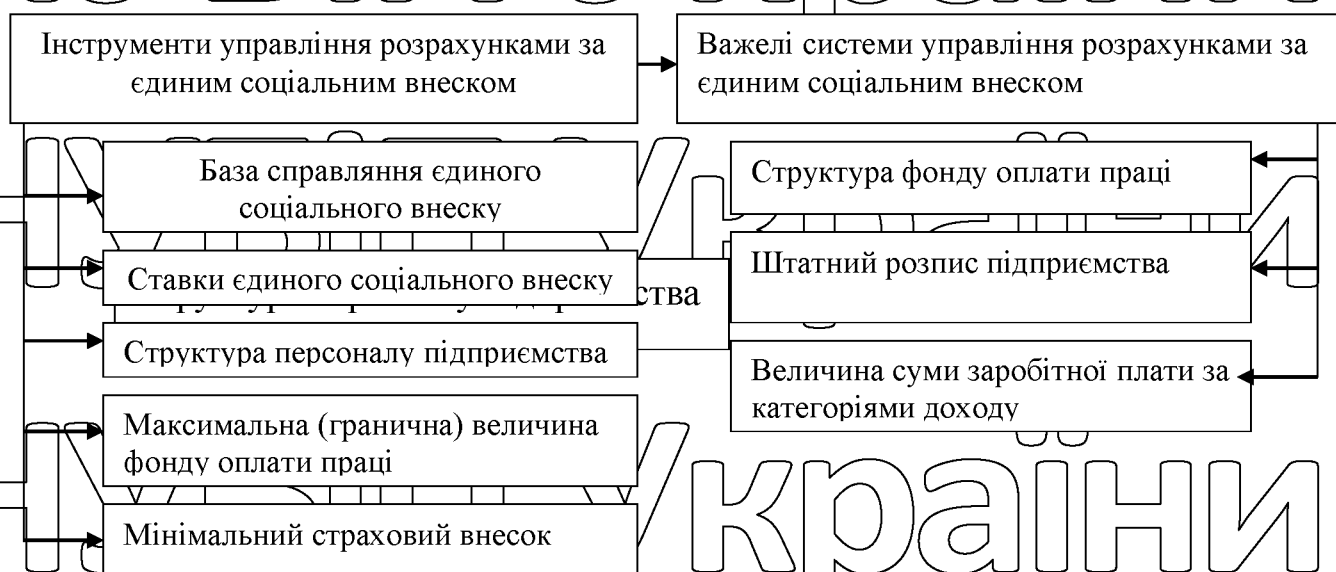 Інструменти управління розрахунками за
єдиним соціальним внеском
Важелі системи управління розрахунками за
єдиним соціальним внеском
База справляння єдиного
соціального внеску
Ставки єдиного соціального внеску
Структура персоналу підприємства
Максимальна (гранична) величина
фонду оплати праці
Мінімальний страховий внесок
Структура фонду оплати праці
Штатний розпис підприємства
Величина суми заробітної плати за
категоріями доходу
України